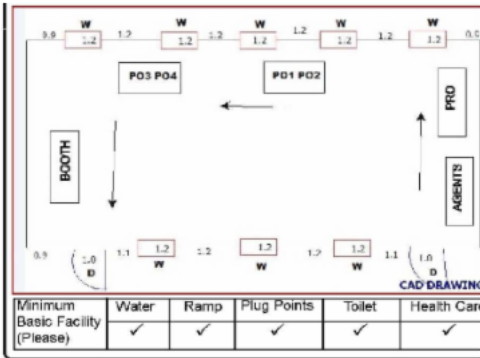 W W W W W
0.9 1.2 1.2 1.2 1.2 1.2 1.2 1.2 1.2 1.2 0.9
PO3 PO4 PO1 PO2
PRO
BOOTH
AGENTS
0.9 1.0 1.1 1.2 1.2 1.2 1.2 1.2 1.1 1.0
D W W W D
CAD DRAWING
Minimum Basic Facility (Please) Water Ramp Plug Points Toilet Health Care
✓ ✓ ✓ ✓ ✓